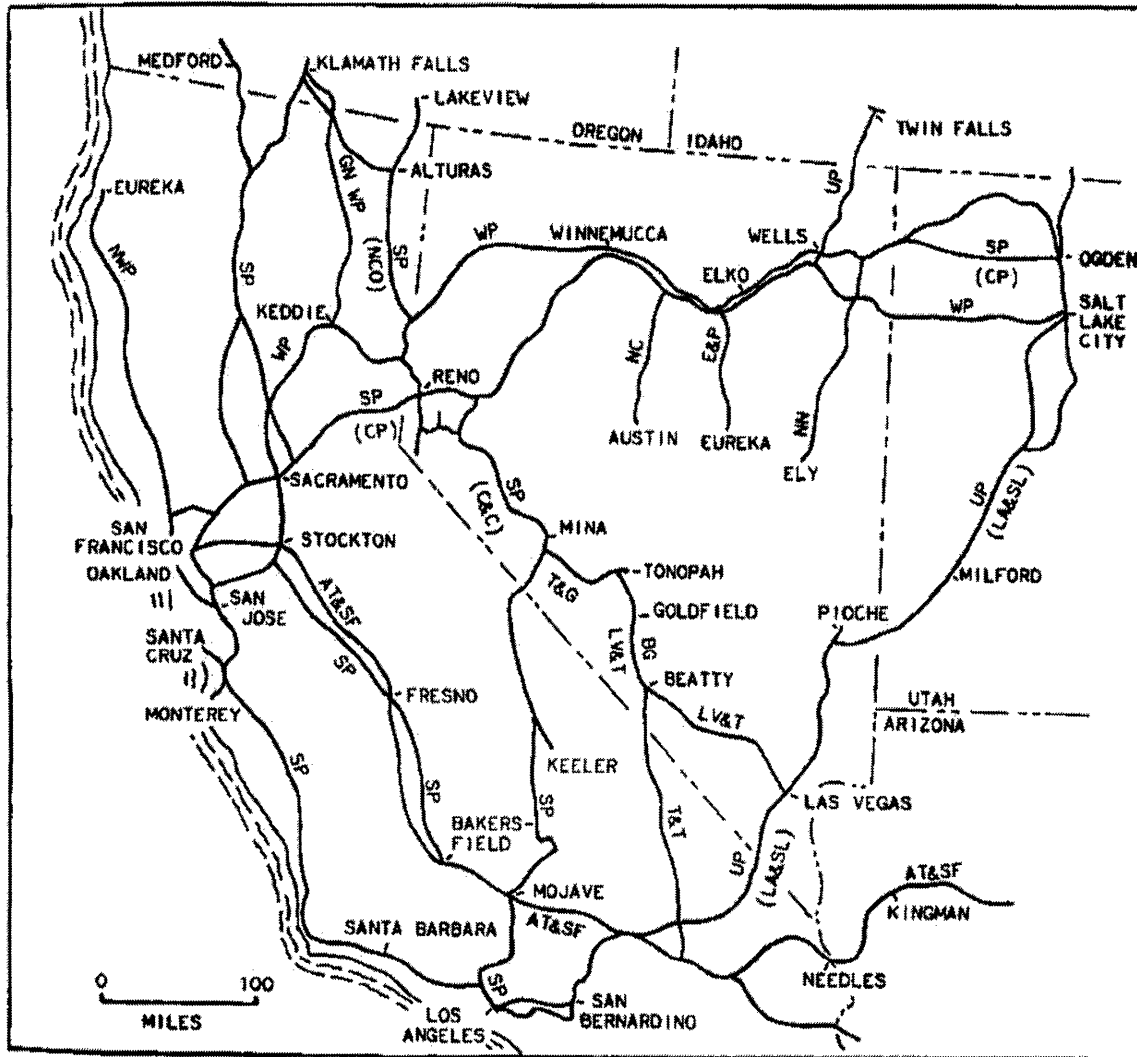 MEDFORD
KLAMATH FALLS
LAKEVIEW
OREGON
IDAHO
TWIN FALLS
EUREKA
GN WP
ALTURAS
UP
NWP
SP
(NCO)
SP
WP
WINNEMUCCA
WELLS
ELKO
SP
(CP)
OGDEN
KEDDIE
WP
WP
SALT
LAKE
CITY
RENO
NC
E&P
SP
(CP)
AUSTIN
EUREKA
NN
ELY
SACRAMENTO
SP
(C&C)
UP
(LA&SL)
SAN
FRANCISCO
STOCKTON
MINA
OAKLAND
SAN
JOSE
AT&SF
SP
T&G
TONOPAH
MILFORD
GOLDFIELD
PIOCHE
SANTA
CRUZ
LV&T
BG
FRESNO
BEATTY
MONTEREY
LV&T
UTAH
ARIZONA
SP
KEELER
SP
SP
LAS VEGAS
BAKERS-
FIELD
T&T
UP
(LA&SL)
MOJAVE
AT&SF
AT&SF
KINGMAN
SANTA BARBARA
NEEDLES
0
100
MILES
SP
LOS
ANGELES
SAN
BERNARDINO